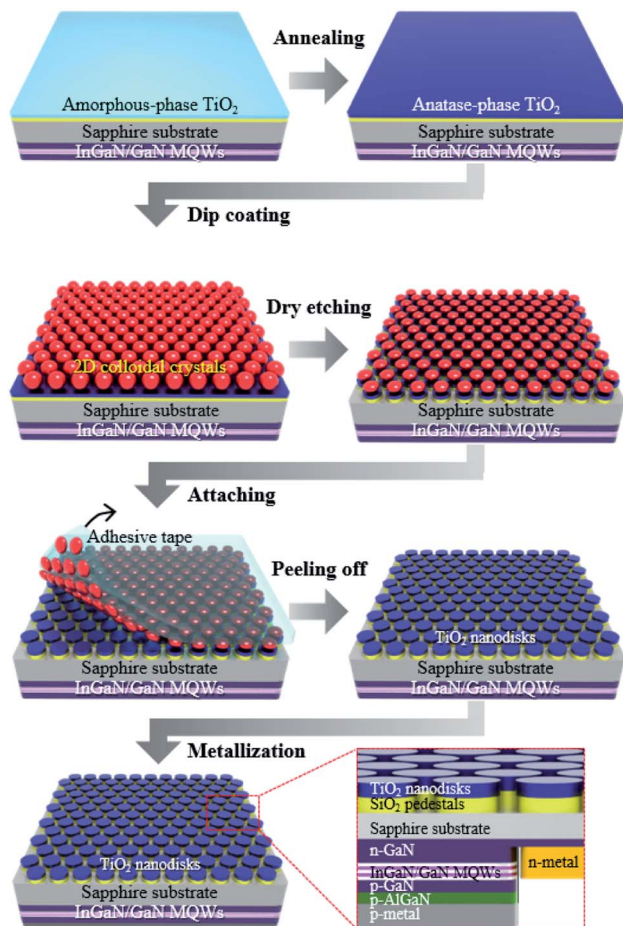 Annealing
Amorphous-phase TiO₂
Sapphire substrate
InGaN/GaN MQWs
Anatase-phase TiO₂
Sapphire substrate
InGaN/GaN MQWs
Dip coating
Dry etching
2D colloidal crystals
Sapphire substrate
InGaN/GaN MQWs
Sapphire substrate
InGaN/GaN MQWs
Attaching
Adhesive tape
Peeling off
Sapphire substrate
InGaN/GaN MQWs
TiO₂ nanodisks
Sapphire substrate
InGaN/GaN MQWs
Metallization
TiO₂ nanodisks
Sapphire substrate
InGaN/GaN MQWs
TiO₂ nanodisks
SiO₂ pedestals
Sapphire substrate
n-GaN
n-metal
InGaN/GaN MQWs
p-GaN
p-AlGaN
p-metal